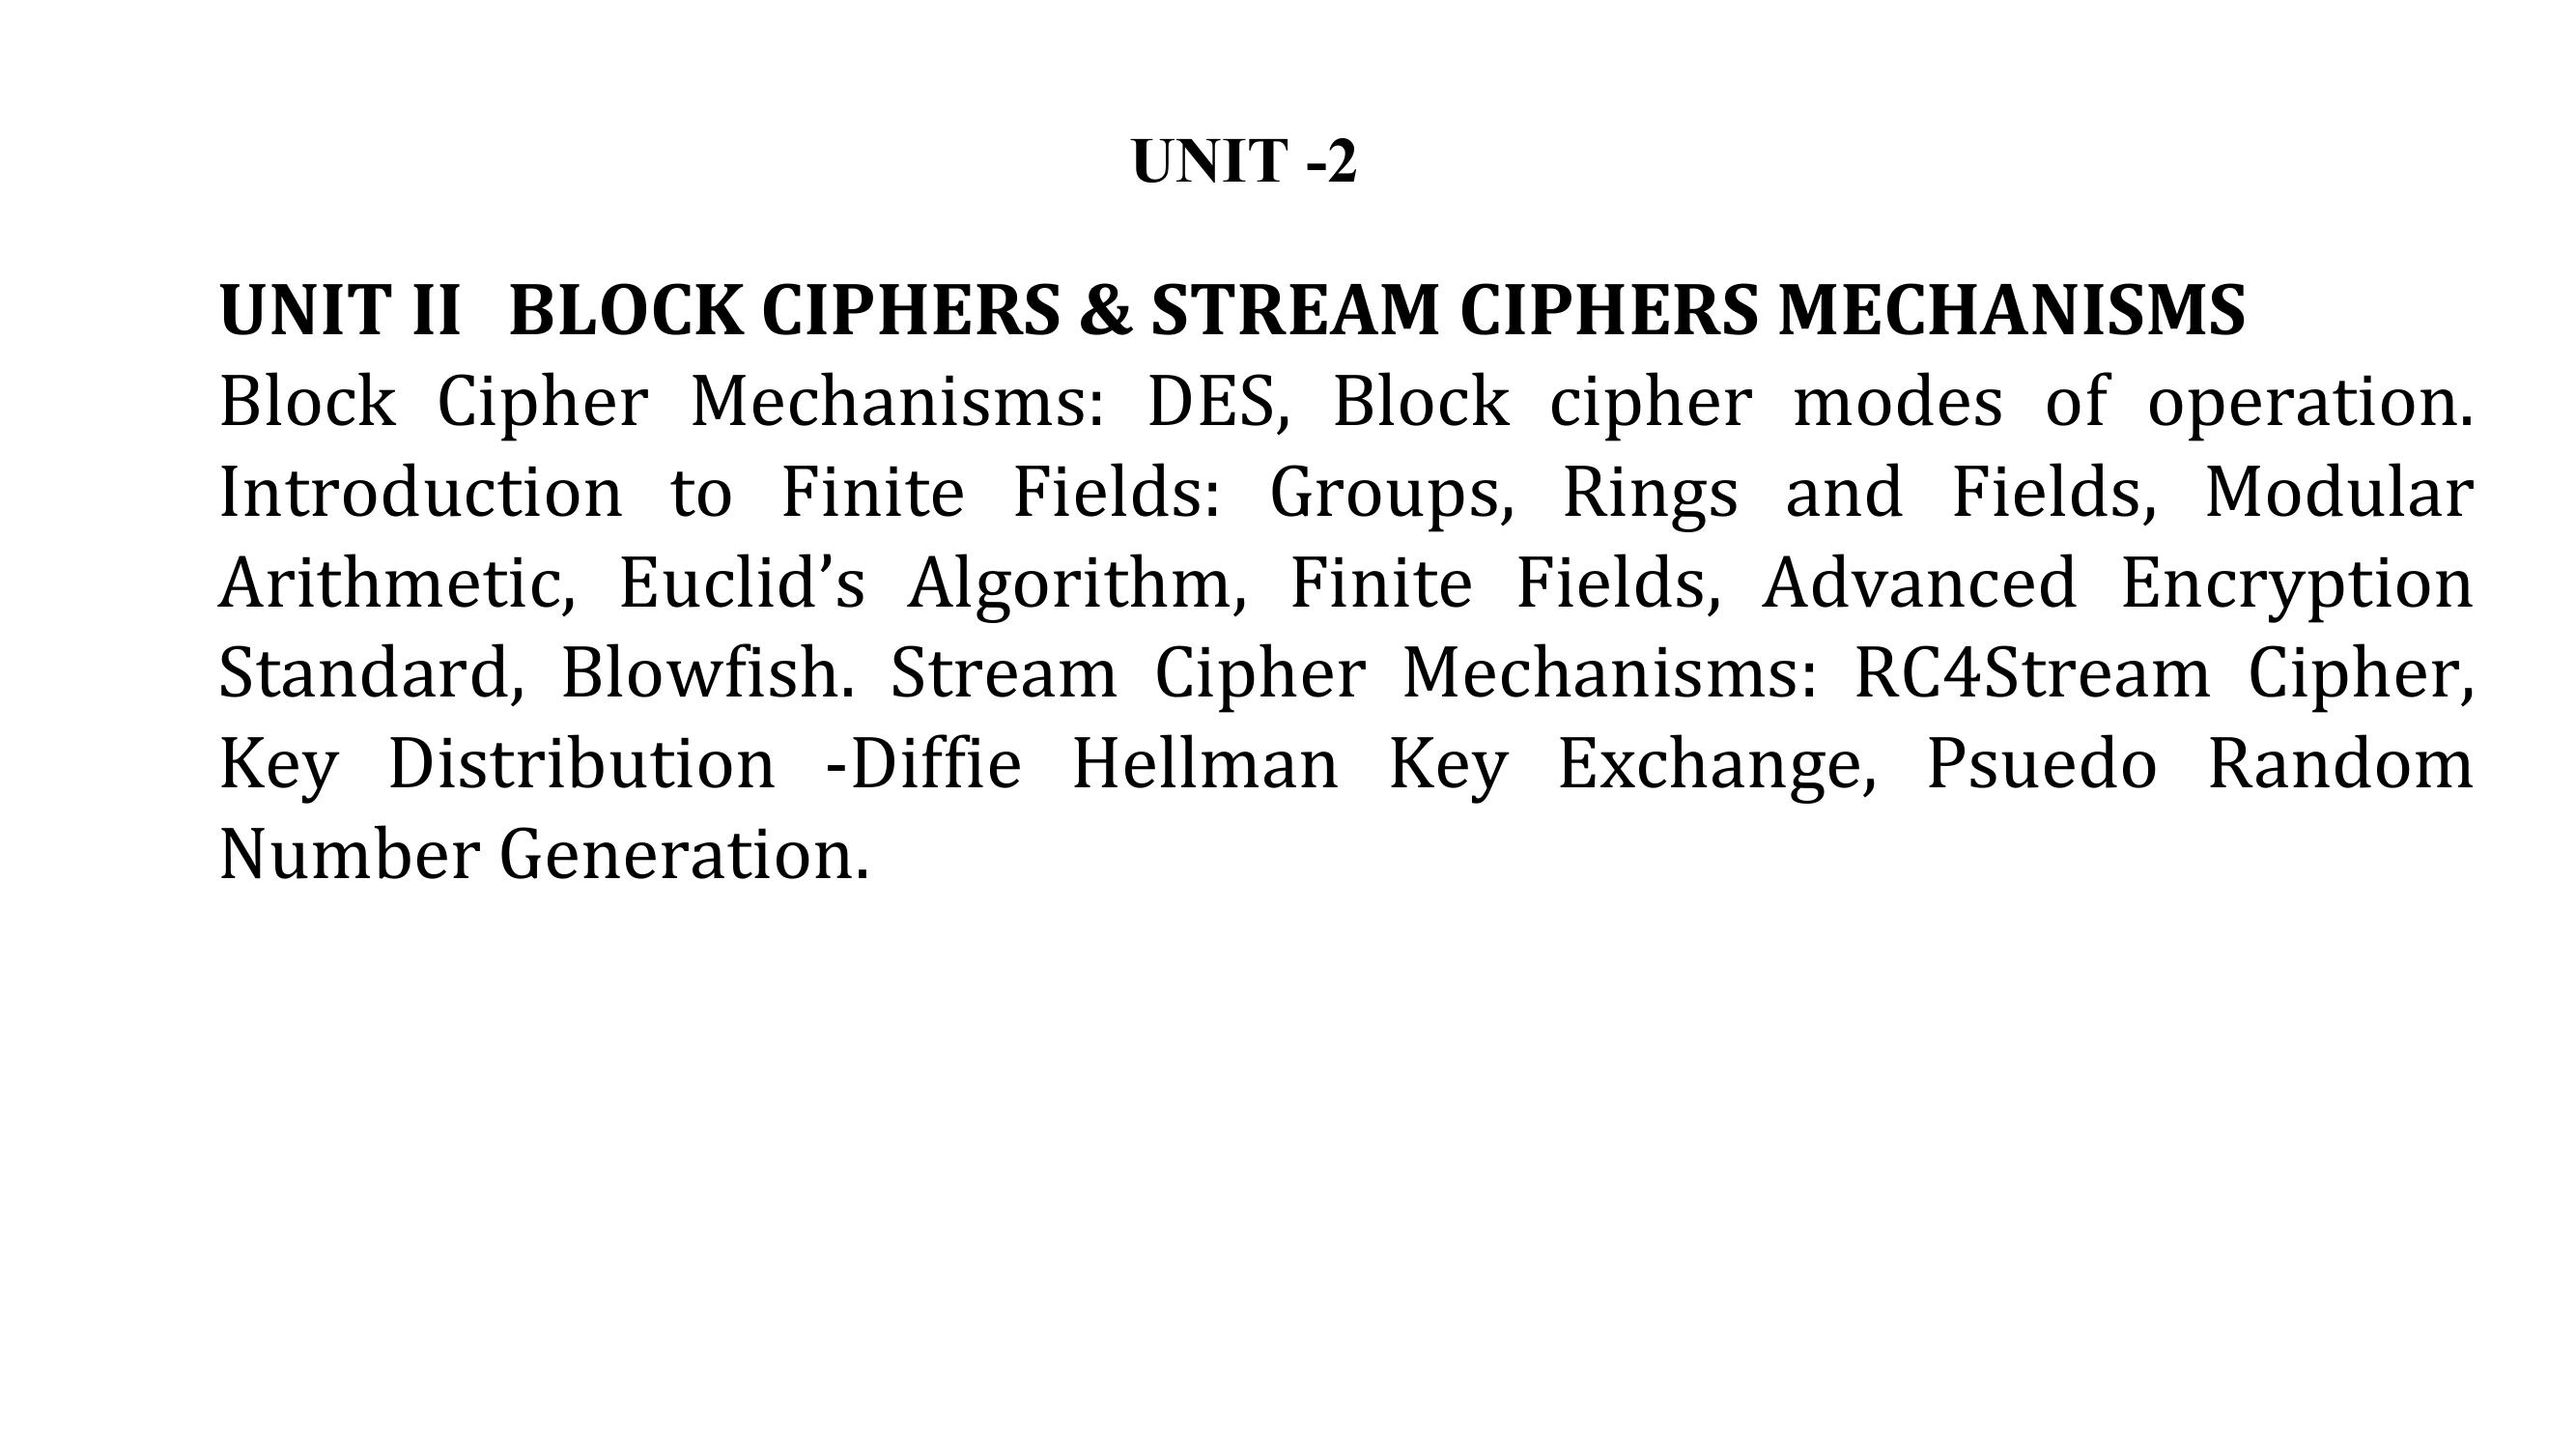 UNIT -2
UNIT II BLOCK CIPHERS & STREAM CIPHERS MECHANISMS
Block Cipher Mechanisms: DES, Block cipher modes of operation.
Introduction to Finite Fields: Groups, Rings and Fields, Modular
Arithmetic, Euclid’s Algorithm, Finite Fields, Advanced Encryption
Standard, Blowfish. Stream Cipher Mechanisms: RC4Stream Cipher,
Key Distribution -Diffie Hellman Key Exchange, Psuedo Random
Number Generation.